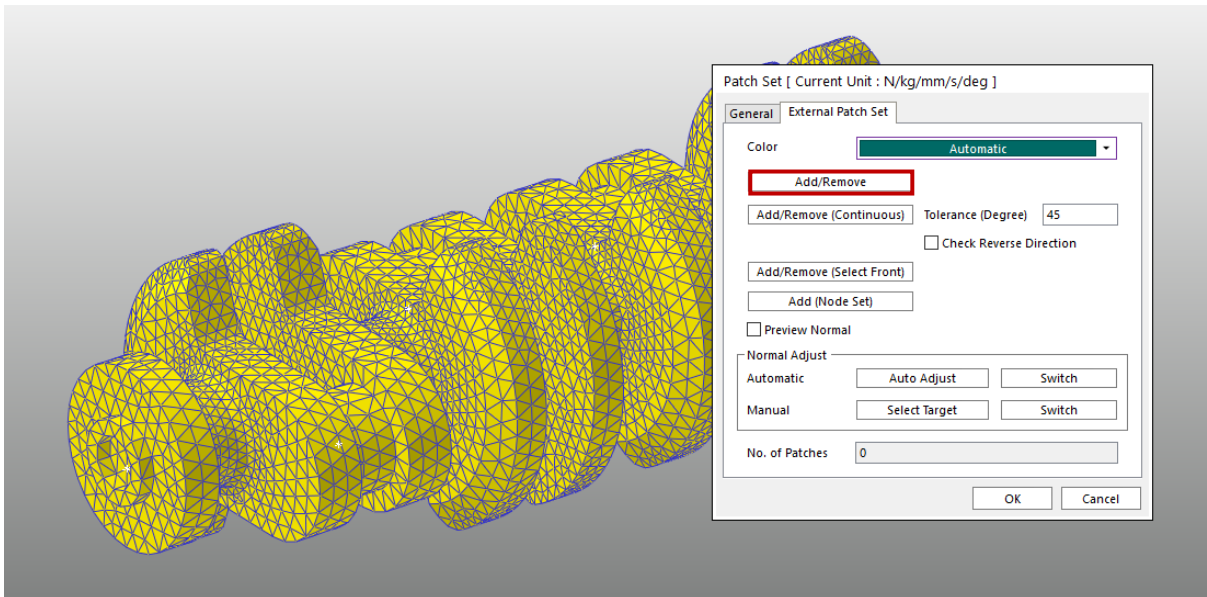 Patch Set [ Current Unit : N/kg/mm/s/deg ]
General External Patch Set
Color Automatic
Add/Remove
Add/Remove (Continuous) Tolerance (Degree) 45
Check Reverse Direction
Add/Remove (Select Front)
Add (Node Set)
Preview Normal
Normal Adjust
Automatic Auto Adjust Switch
Manual Select Target Switch
No. of Patches 0
OK Cancel